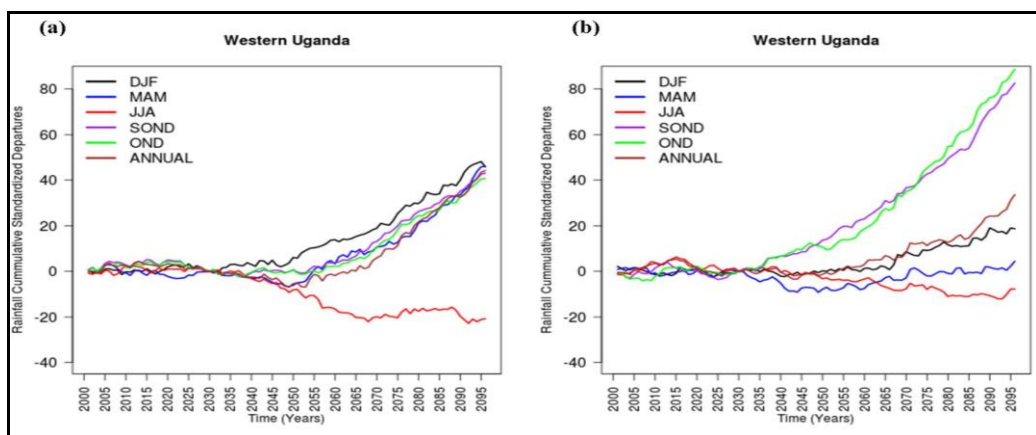 (a)
Western Uganda
Rainfall Cummulative Standardized Departures
80
60
40
20
0
-20
-40
DJF
MAM
JJA
SOND
OND
ANNUAL
2000 2005 2010 2015 2020 2025 2030 2035 2040 2045 2050 2055 2060 2065 2070 2075 2080 2085 2090 2095
Time (Years)
(b)
Western Uganda
Rainfall Cummulative Standardized Departures
80
60
40
20
0
-20
-40
DJF
MAM
JJA
SOND
OND
ANNUAL
2000 2005 2010 2015 2020 2025 2030 2035 2040 2045 2050 2055 2060 2065 2070 2075 2080 2085 2090 2095
Time (Years)